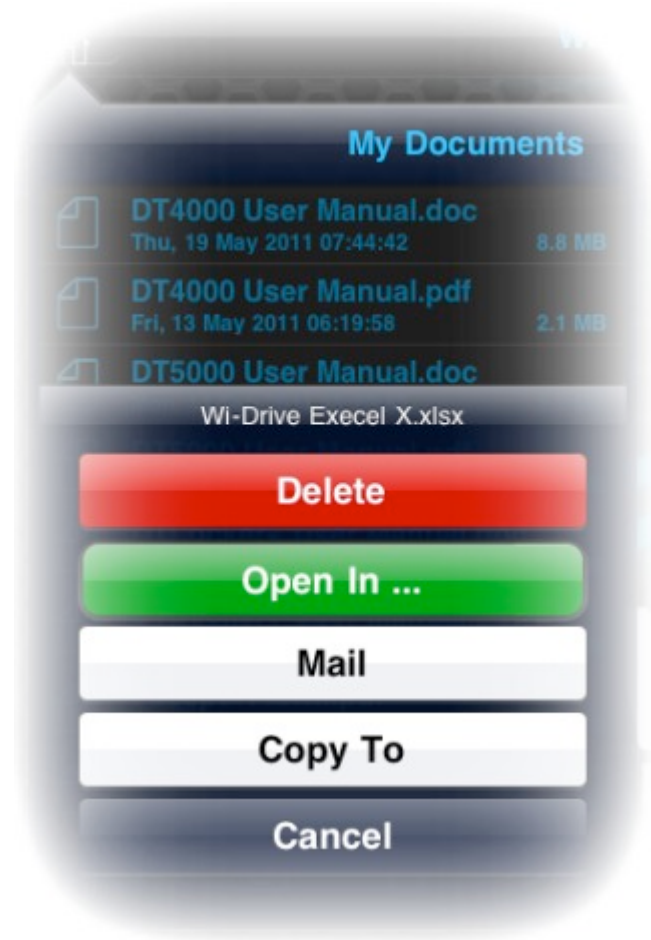 My Documents
DT4000 User Manual.doc
Thu, 19 May 2011 07:44:42 8.8 MB
DT4000 User Manual.pdf
Fri, 13 May 2011 06:19:58 2.1 MB
DT5000 User Manual.doc
Wi-Drive Execel X.xlsx
Delete
Open In ...
Mail
Copy To
Cancel